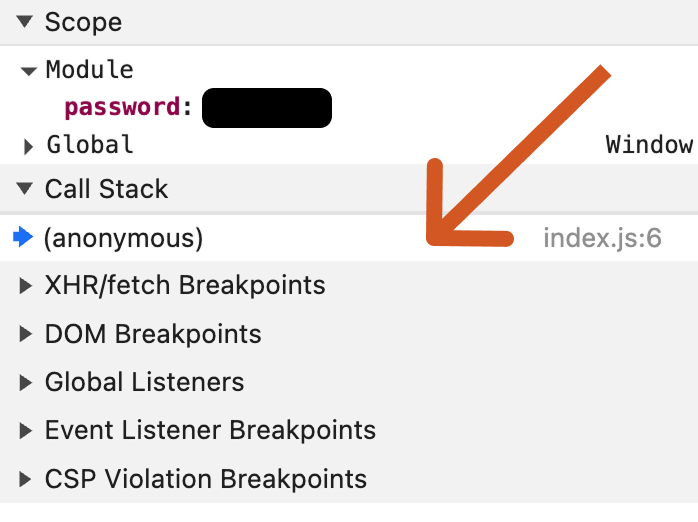 Scope
Module
password:
Global Window
Call Stack
(anonymous) index.js:6
XHR/fetch Breakpoints
DOM Breakpoints
Global Listeners
Event Listener Breakpoints
CSP Violation Breakpoints